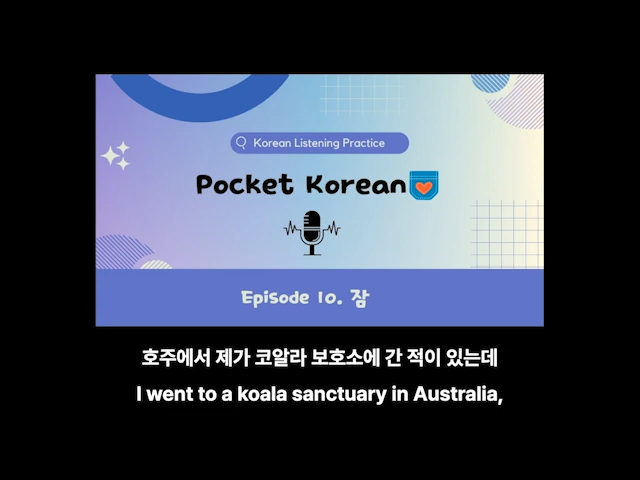 Korean Listening Practice
Pocket Korean
Episode 10. 잠
호주에서 제가 코알라 보호소에 간 적이 있는데
I went to a koala sanctuary in Australia,